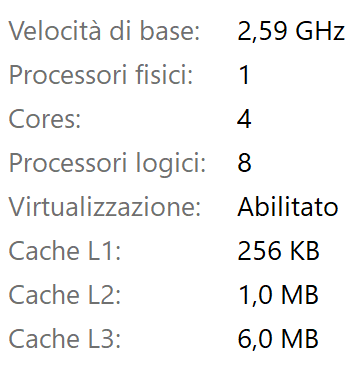 Velocità di base: 2,59 GHz
Processori fisici: 1
Cores: 4
Processori logici: 8
Virtualizzazione: Abilitato
Cache L1: 256 KB
Cache L2: 1,0 MB
Cache L3: 6,0 MB